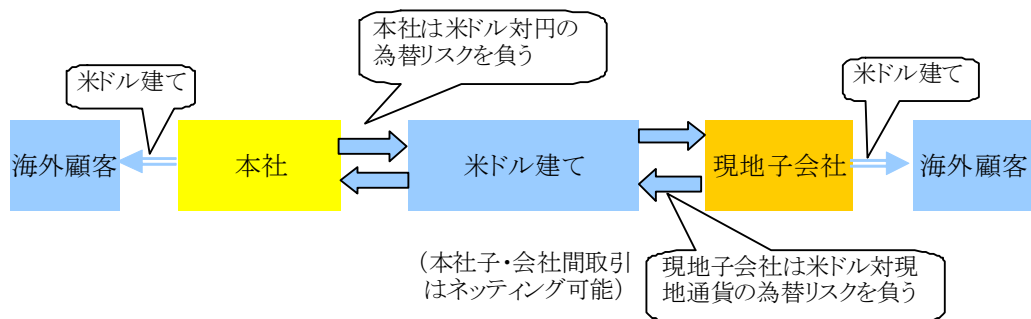 本社は米ドル対円の
為替リスクを負う
米ドル建て
米ドル建て
海外顧客
本社
米ドル建て
現地子会社
海外顧客
(本社子・会社間取引
はネッティング可能)
現地子会社は米ドル対現
地通貨の為替リスクを負う